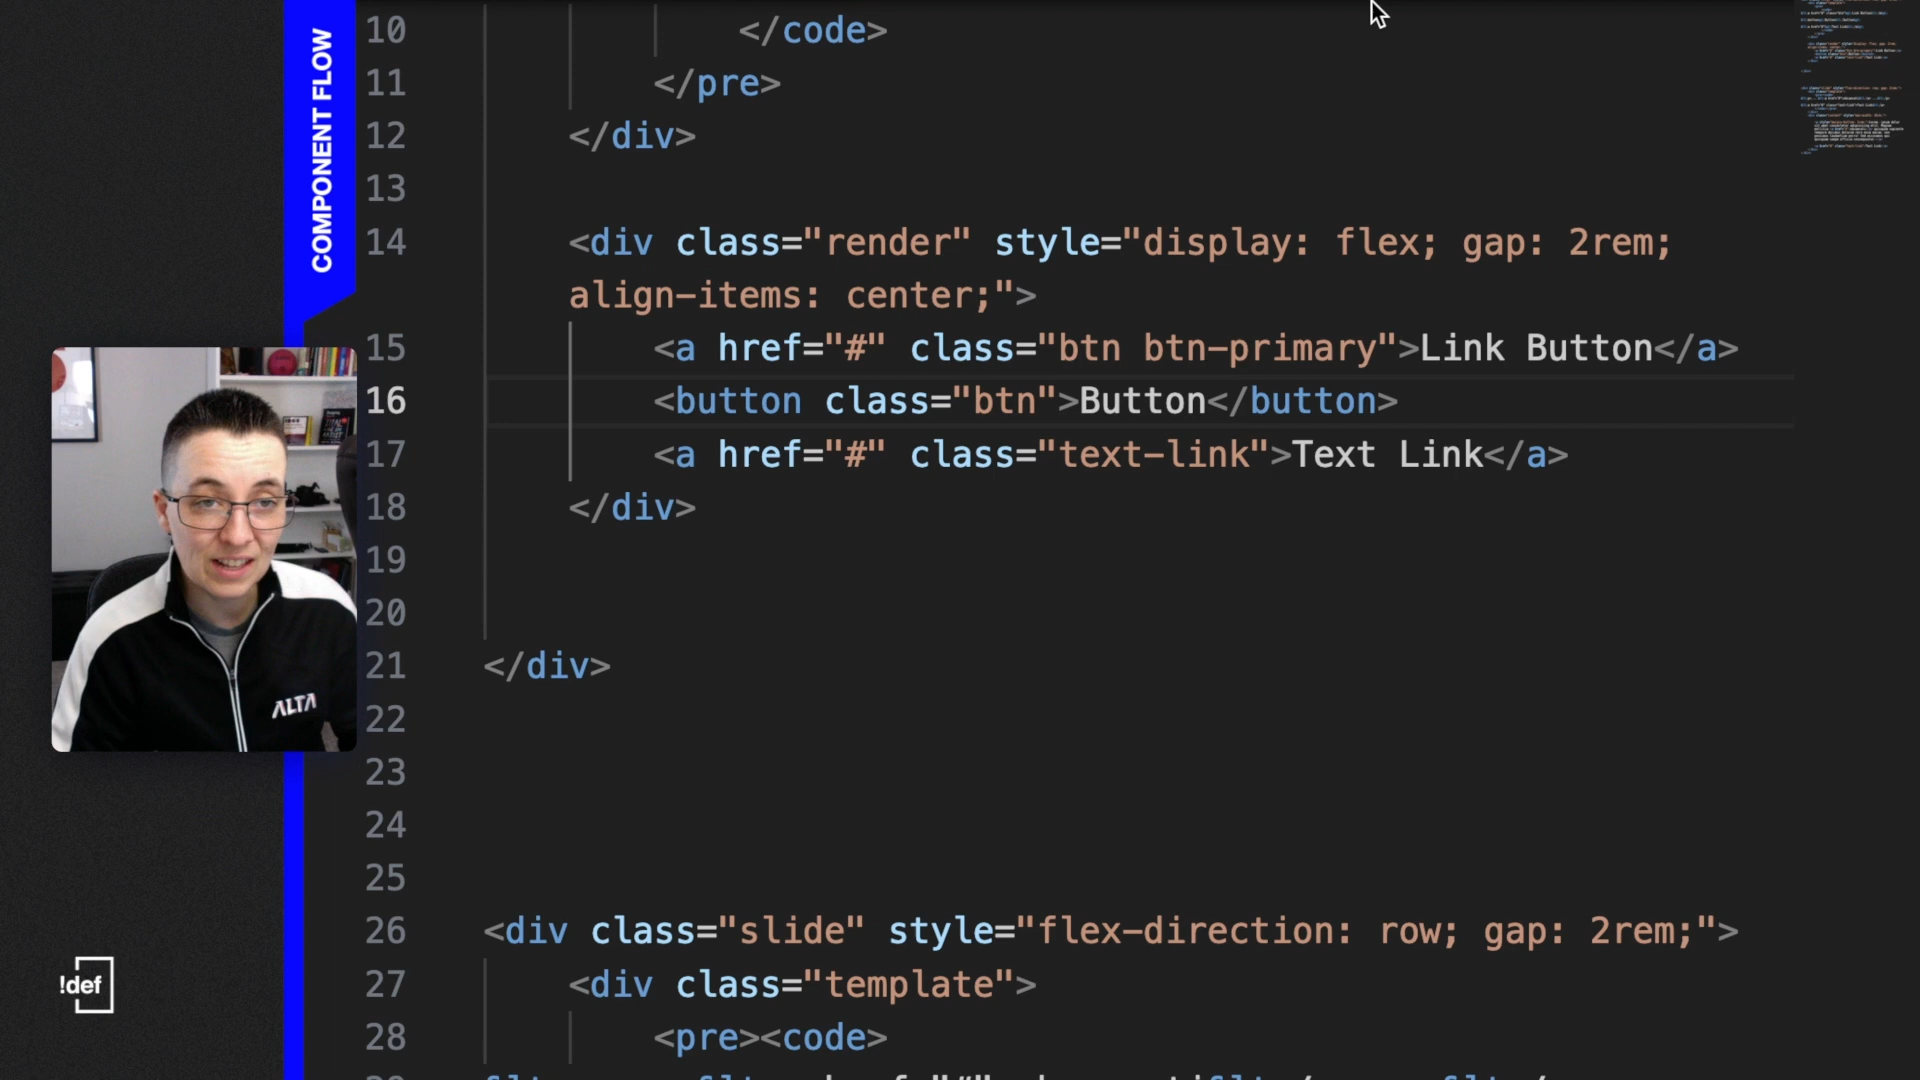 COMPONENT FLOW
10 </code>
11 </pre>
12 </div>
13
14 <div class="render" style="display: flex; gap: 2rem;
align-items: center;">
15 <a href="#" class="btn btn-primary">Link Button</a>
16 <button class="btn">Button</button>
17 <a href="#" class="text-link">Text Link</a>
18 </div>
19
20
21 </div>
22
23
24
25
26 <div class="slide" style="flex-direction: row; gap: 2rem;">
27 <div class="template">
28 <pre><code>
ALTA
!def